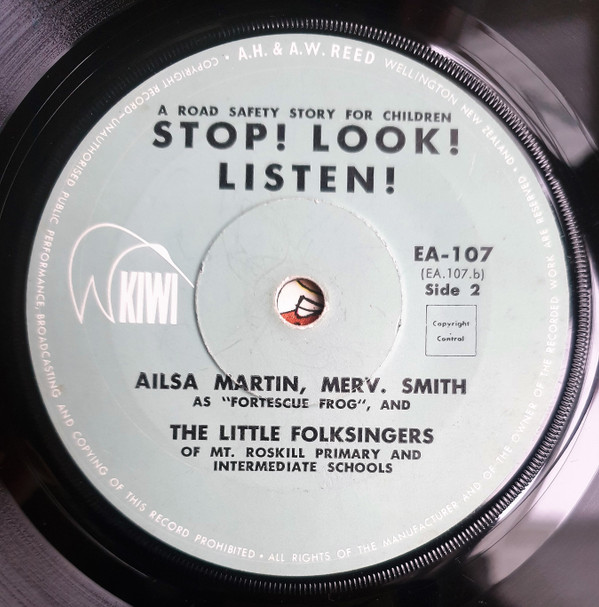 A.H. & A.W. REED WELLINGTON NEW ZEALAND •
COPYRIGHT RECORD—UNAUTHORISED PUBLIC PERFORMANCE, BROADCASTING AND COPYING OF THIS RECORD PROHIBITED • ALL RIGHTS OF THE MANUFACTURER AND OF THE OWNER OF THE RECORDED WORK ARE RESERVED •
A ROAD SAFETY STORY FOR CHILDREN
STOP! LOOK!
LISTEN!
KIWI
EA-107
(EA.107.b)
Side 2
Copyright
Control
AILSA MARTIN, MERV. SMITH
AS "FORTESCUE FROG", AND
THE LITTLE FOLKSINGERS
OF MT. ROSKILL PRIMARY AND
INTERMEDIATE SCHOOLS